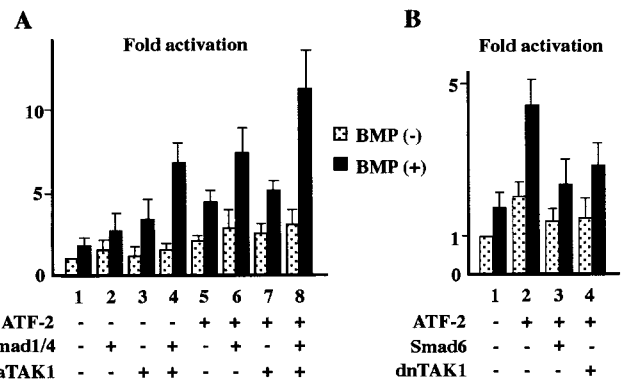 A
Fold activation
10
5
0
BMP (-)
BMP (+)
1 2 3 4 5 6 7 8
ATF-2 - - - - + + + +
mad1/4 - + - + - + - +
aTAK1 - - + + - - + +
B
Fold activation
5
1
0
1 2 3 4
ATF-2 - + + +
Smad6 - - + -
dnTAK1 - - - +